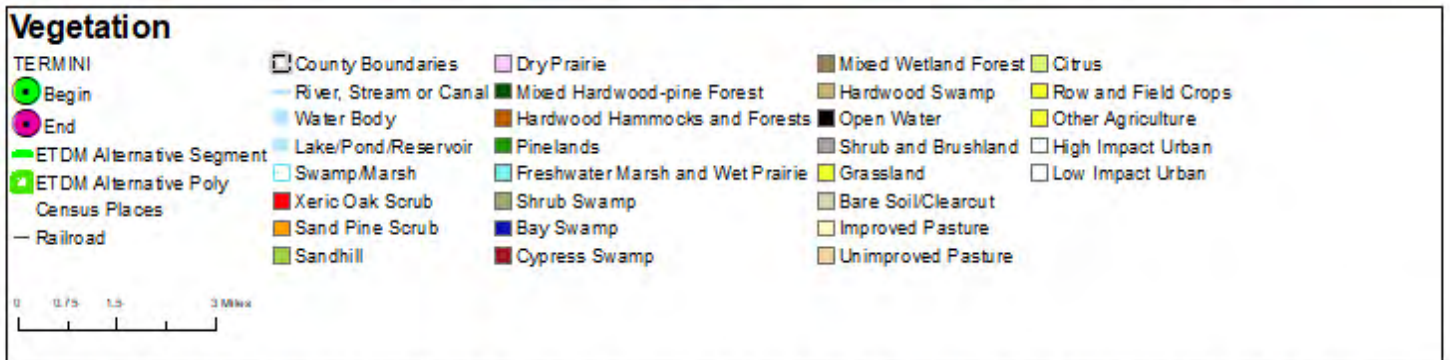 Vegetation
TERMINI
Begin
End
ETDM Alternative Segment
ETDM Alternative Poly
Census Places
Railroad
County Boundaries
River, Stream or Canal
Water Body
Lake/Pond/Reservoir
Swamp/Marsh
Xeric Oak Scrub
Sand Pine Scrub
Sandhill
Dry Prairie
Mixed Hardwood-pine Forest
Hardwood Hammocks and Forests
Pinelands
Freshwater Marsh and Wet Prairie
Shrub Swamp
Bay Swamp
Cypress Swamp
Mixed Wetland Forest
Hardwood Swamp
Open Water
Shrub and Brushland
Grassland
Bare Soil/Clearcut
Improved Pasture
Unimproved Pasture
Citrus
Row and Field Crops
Other Agriculture
High Impact Urban
Low Impact Urban
0 0.75 1.5 3 Miles